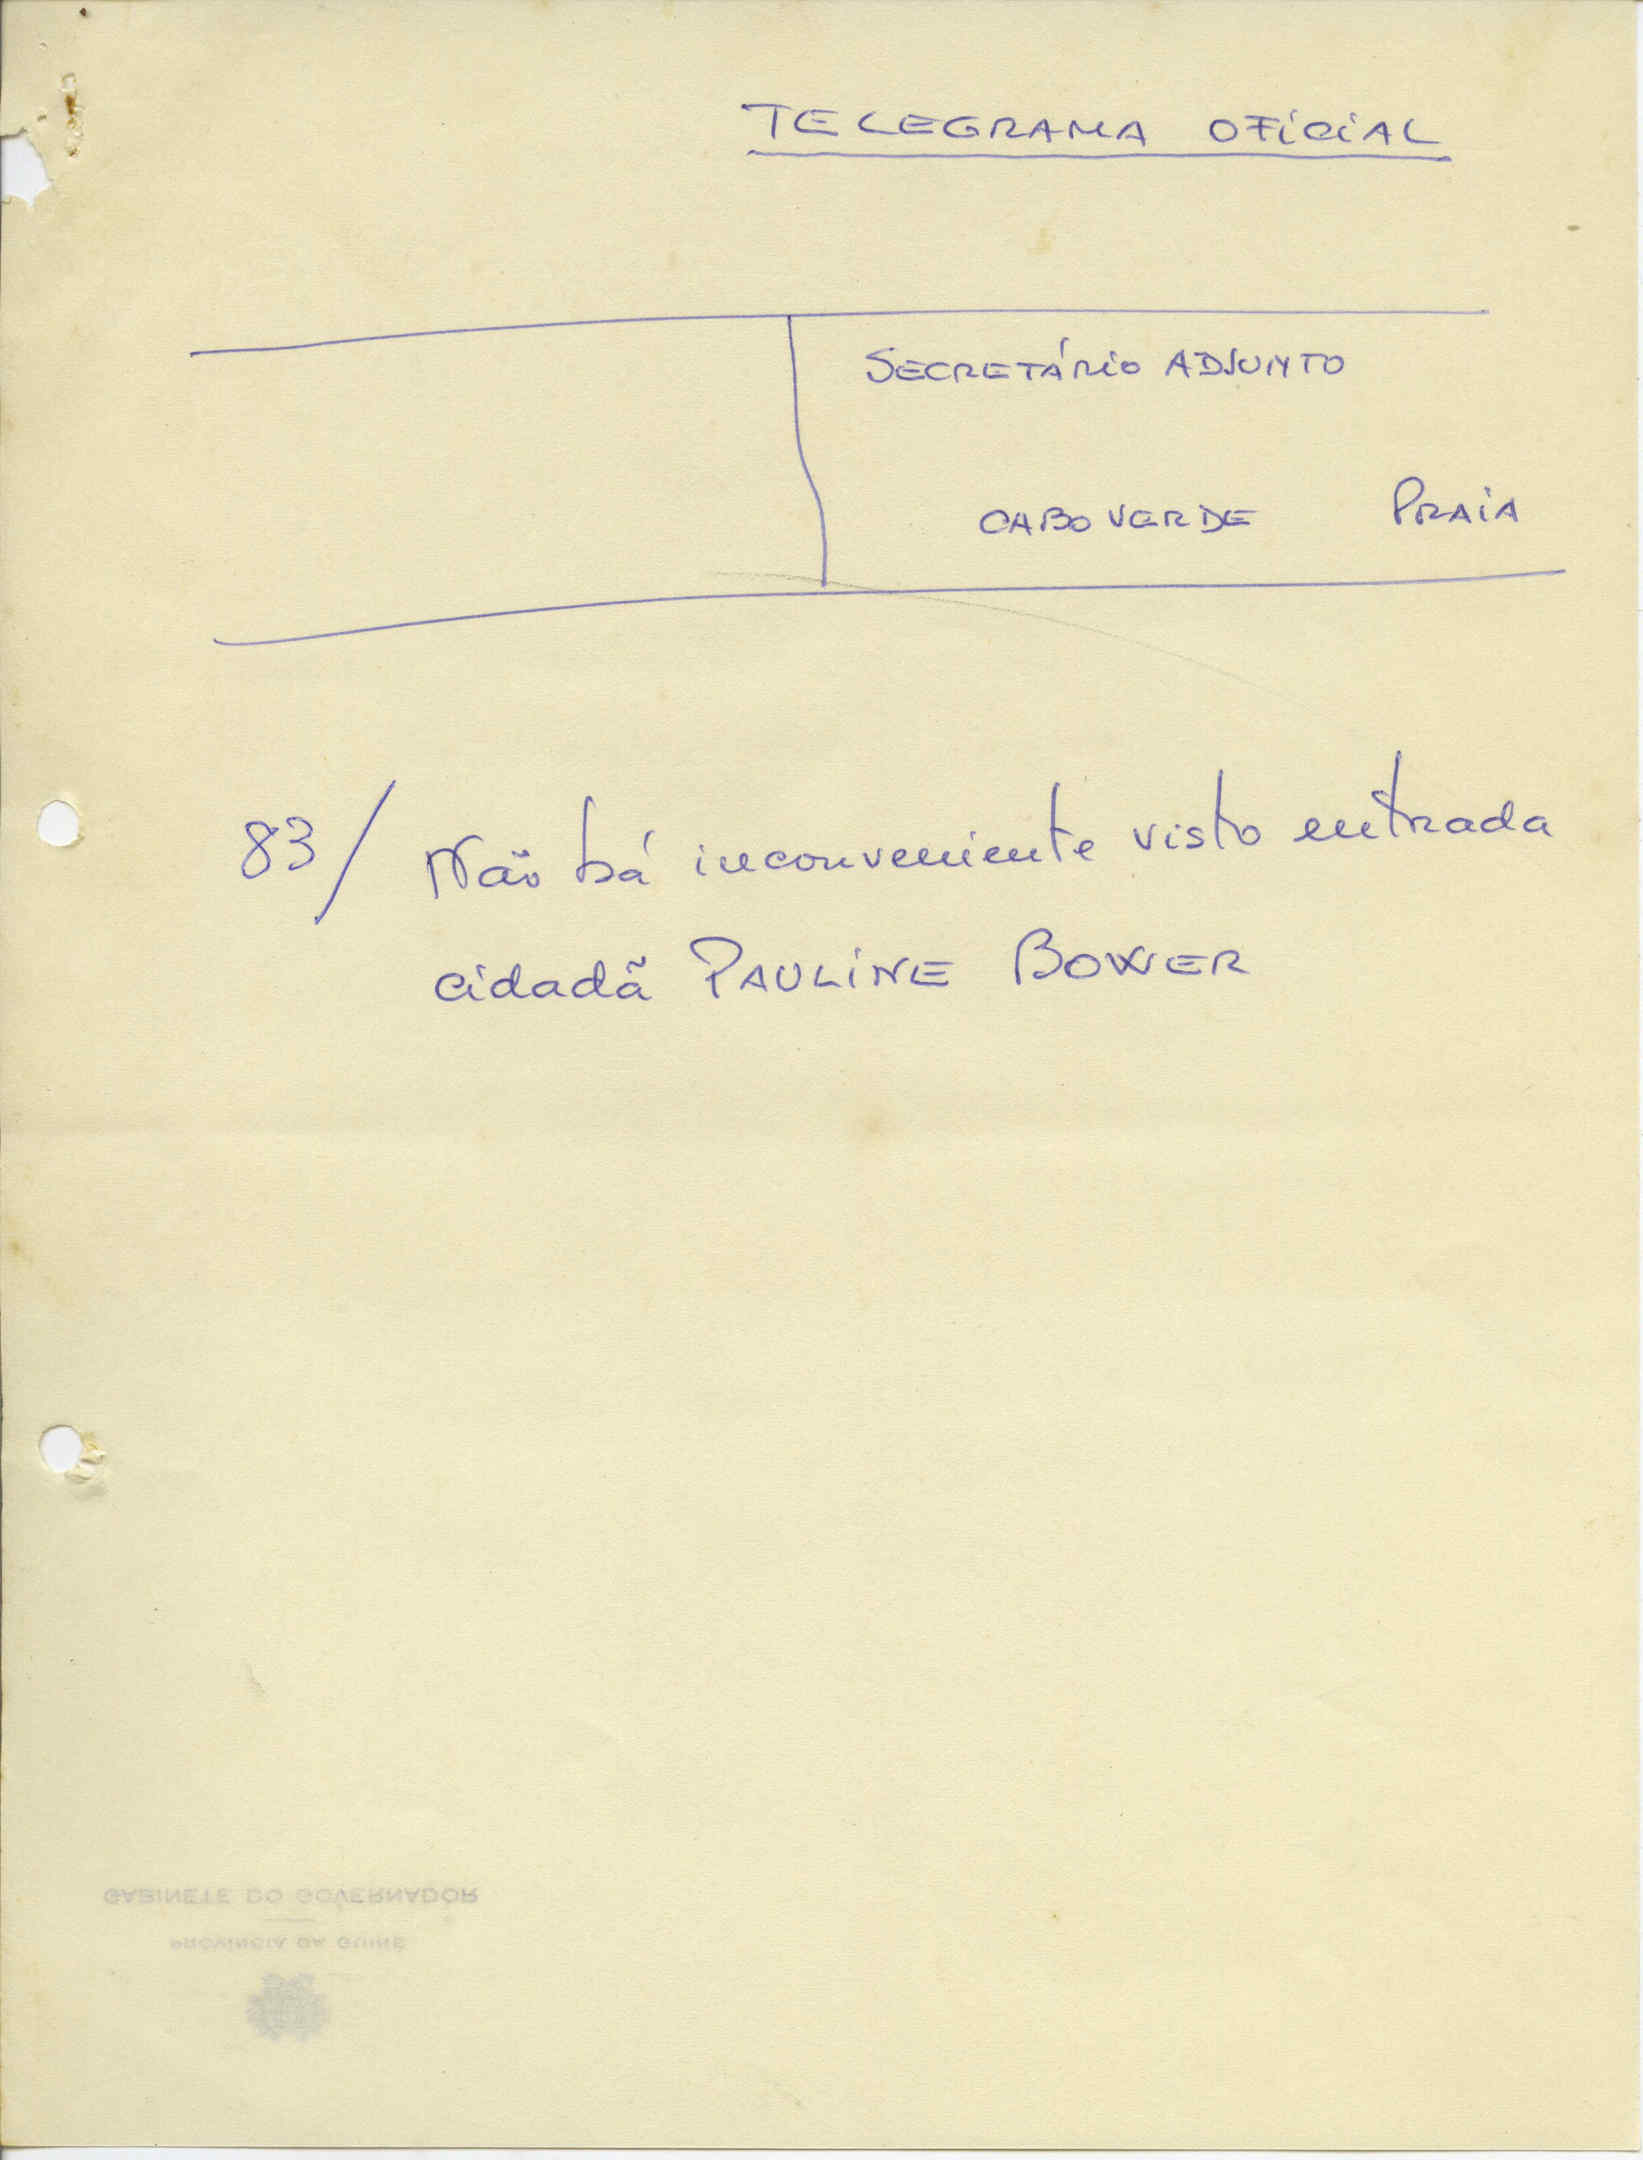 TELEGRAMA OFICIAL
SECRETÁRIO ADJUNTO
CABO VERDE PRAIA
83/ Não há inconveniente visto entrada
cidadã PAULINE BOWER
GABINETE DO GOVERNADOR
PROVÍNCIA DA GUINÉ